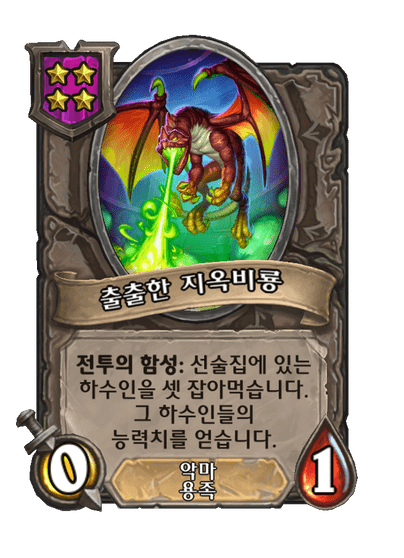 출출한 지옥비룡
전투의 함성: 선술집에 있는
하수인을 셋 잡아먹습니다.
그 하수인들의
능력치를 얻습니다.
0
악마
용족
1